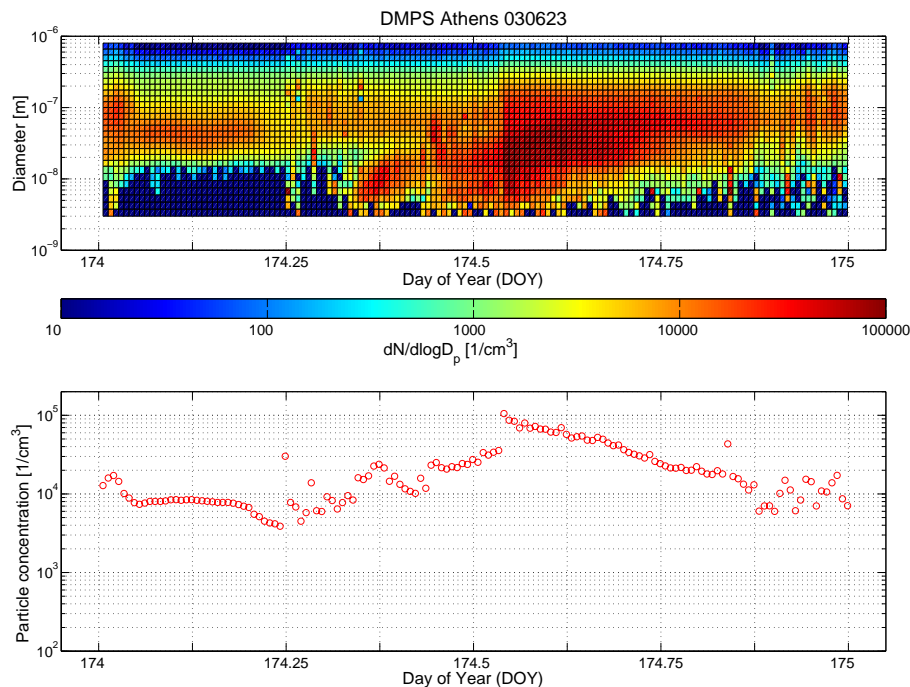 DMPS Athens 030623
10^-6
10^-7
10^-8
10^-9
Diameter [m]
174 174.25 174.5 174.75 175
Day of Year (DOY)
10 100 1000 10000 100000
dN/dlogD_p [1/cm^3]
10^5
10^4
10^3
10^2
Particle concentration [1/cm^3]
174 174.25 174.5 174.75 175
Day of Year (DOY)